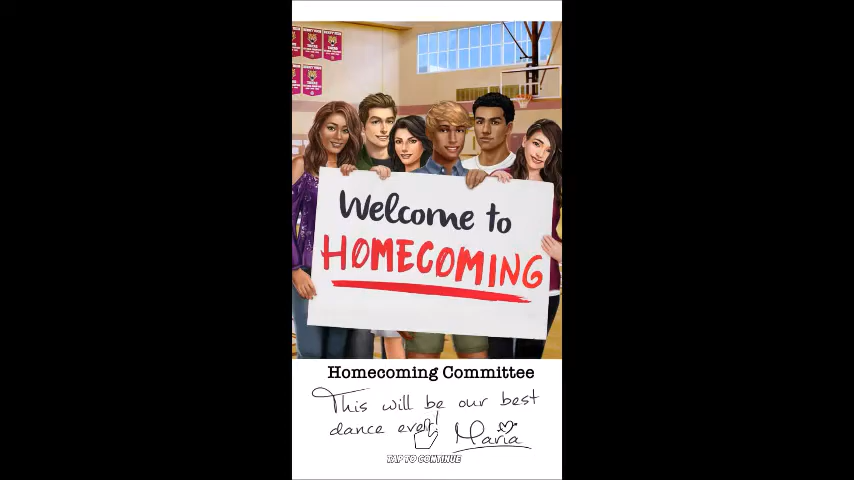 Welcome to
HOMECOMING
Homecoming Committee
This will be our best
dance ever!
Maria
TAP TO CONTINUE